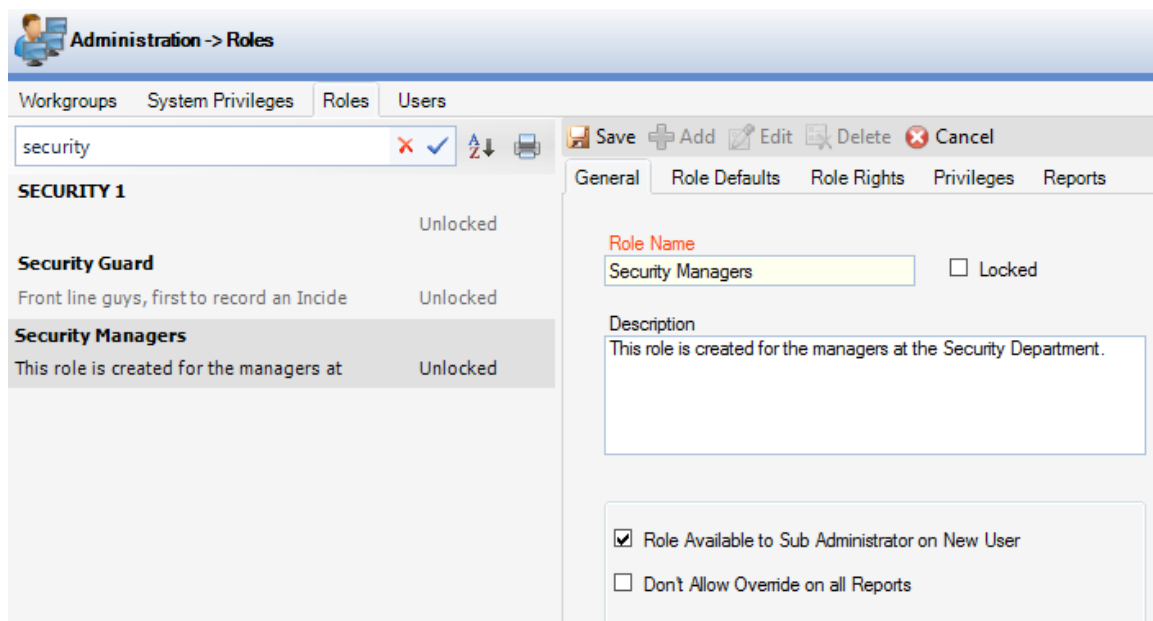 Administration -> Roles
Workgroups System Privileges Roles Users
security
Save Add Edit Delete Cancel
General Role Defaults Role Rights Privileges Reports
SECURITY 1
Unlocked
Security Guard
Front line guys, first to record an Incide Unlocked
Security Managers
This role is created for the managers at Unlocked
Role Name
Security Managers Locked
Description
This role is created for the managers at the Security Department.
Role Available to Sub Administrator on New User
Don't Allow Override on all Reports